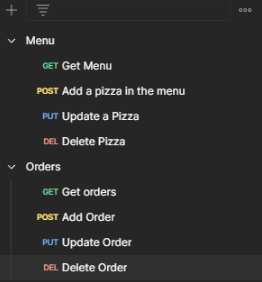 Menu
GET Get Menu
POST Add a pizza in the menu
PUT Update a Pizza
DEL Delete Pizza
Orders
GET Get orders
POST Add Order
PUT Update Order
DEL Delete Order